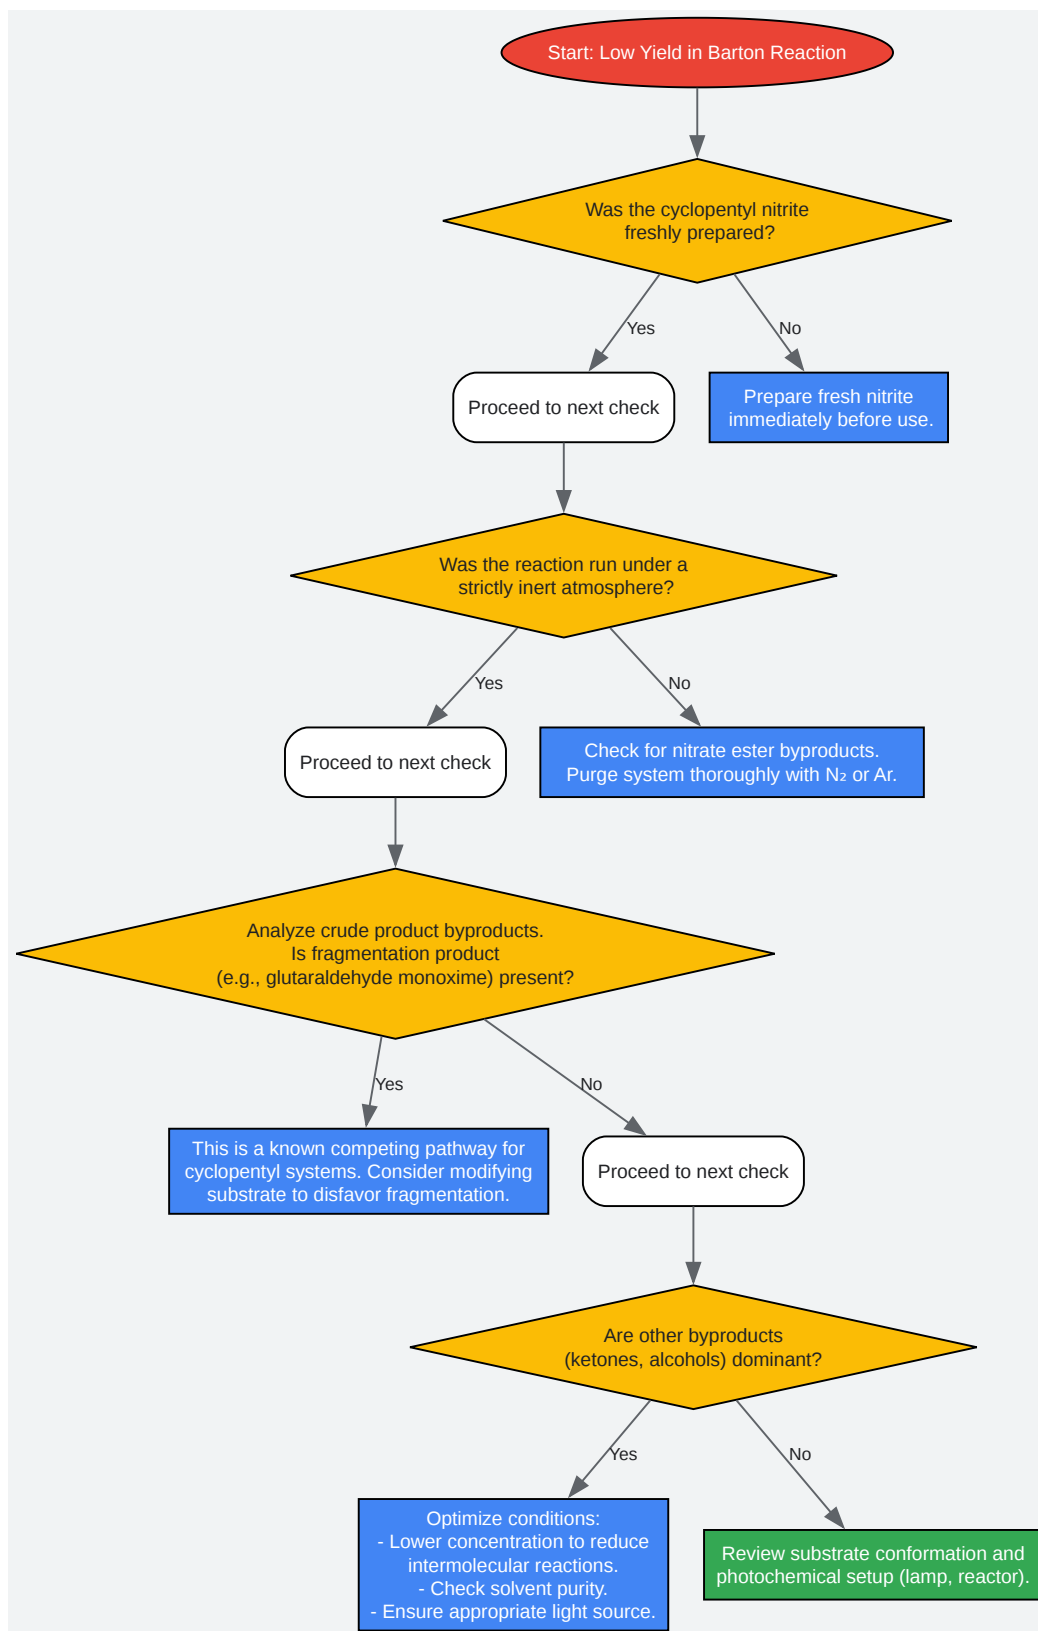 Start: Low Yield in Barton Reaction
Was the cyclopentyl nitrite
freshly prepared?
Yes
No
Proceed to next check
Prepare fresh nitrite
immediately before use.
Was the reaction run under a
strictly inert atmosphere?
Yes
No
Proceed to next check
Check for nitrate ester byproducts.
Purge system thoroughly with N₂ or Ar.
Analyze crude product byproducts.
Is fragmentation product
(e.g., glutaraldehyde monoxime) present?
Yes
No
This is a known competing pathway for
cyclopentyl systems. Consider modifying
substrate to disfavor fragmentation.
Proceed to next check
Are other byproducts
(ketones, alcohols) dominant?
Yes
No
Optimize conditions:
- Lower concentration to reduce
intermolecular reactions.
- Check solvent purity.
- Ensure appropriate light source.
Review substrate conformation and
photochemical setup (lamp, reactor).